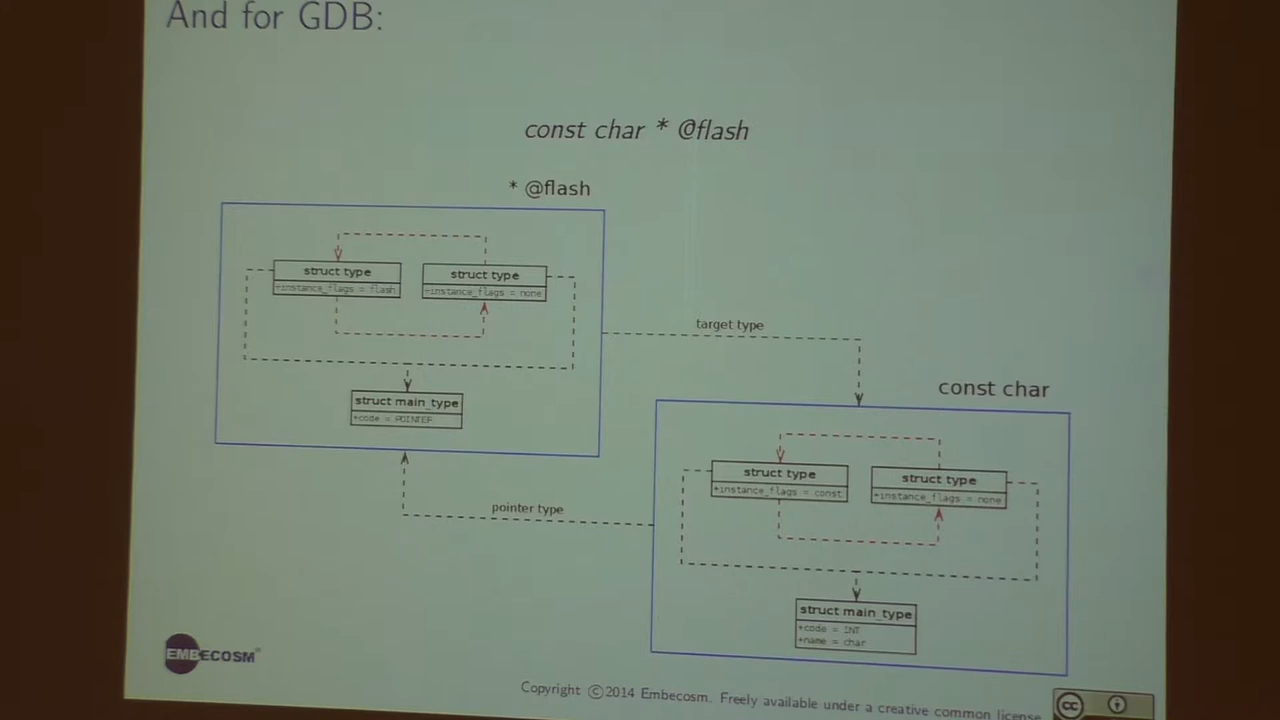 And for GDB:
const char * @flash
* @flash
struct type
+instance_flags = flash
struct type
+instance_flags = none
struct main_type
+code = POINTER
target type
const char
pointer type
struct type
+instance_flags = const
struct type
+instance_flags = none
struct main_type
+code = INT
+name = char
EMBECOSM®
Copyright ©2014 Embecosm. Freely available under a creative common license
cc